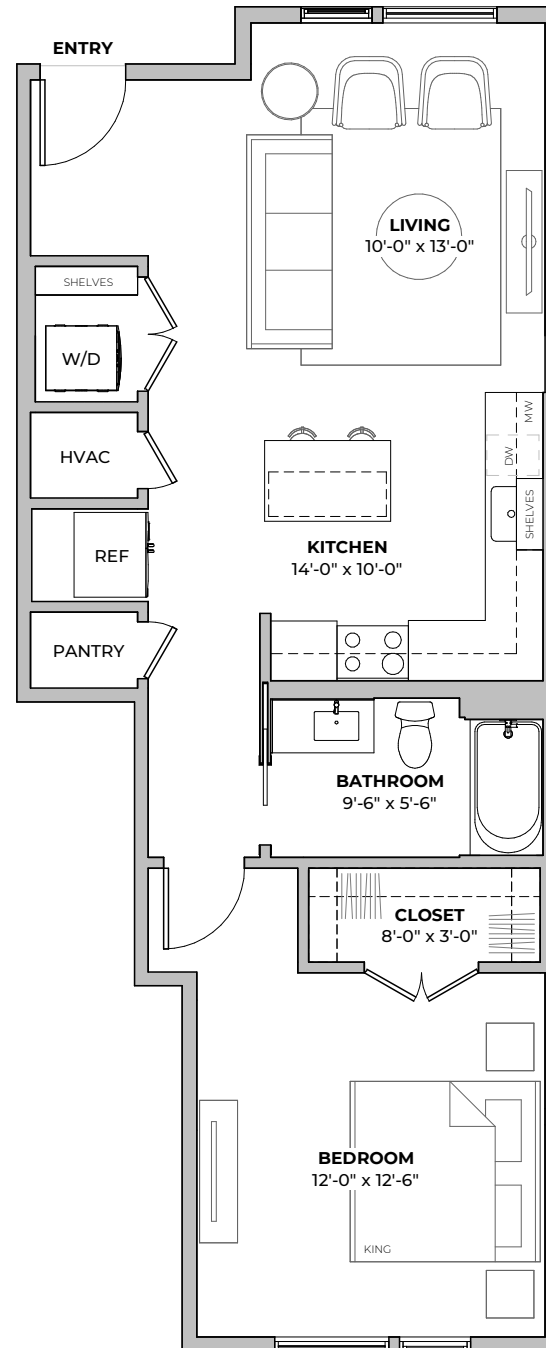 ENTRY
LIVING
10'-0" x 13'-0"
SHELVES
W/D
HVAC
MW
DW
SHELVES
REF
KITCHEN
14'-0" x 10'-0"
PANTRY
BATHROOM
9'-6" x 5'-6"
CLOSET
8'-0" x 3'-0"
BEDROOM
12'-0" x 12'-6"
KING